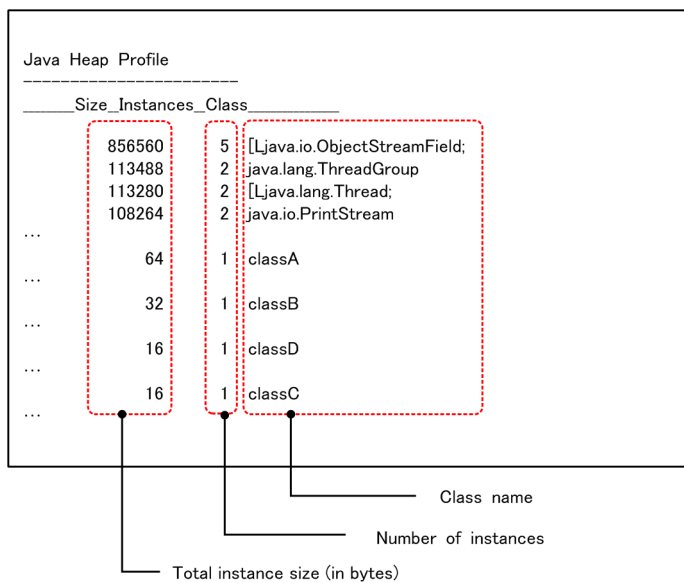 Java Heap Profile
-----------------------
______Size__Instances__Class____________
856560 5 [Ljava.io.ObjectStreamField;
113488 2 java.lang.ThreadGroup
113280 2 [Ljava.lang.Thread;
108264 2 java.io.PrintStream
...
64 1 classA
...
32 1 classB
...
16 1 classD
...
16 1 classC
...
Class name
Number of instances
Total instance size (in bytes)